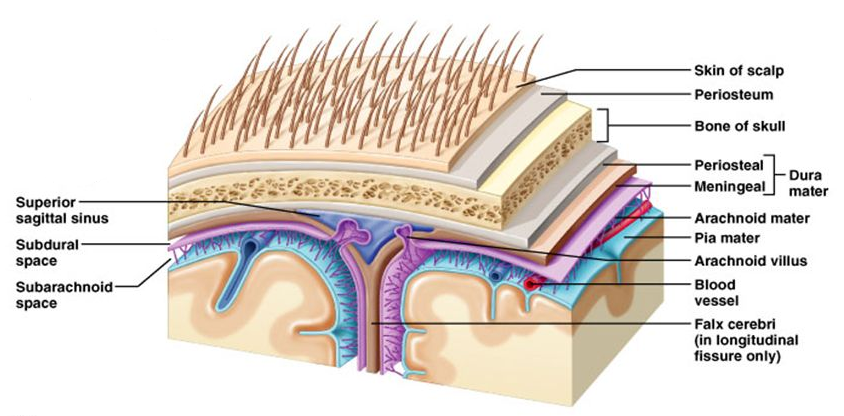 Skin of scalp
Periosteum
Bone of skull
Periosteal
Meningeal
Dura
mater
Arachnoid mater
Pia mater
Arachnoid villus
Blood
vessel
Falx cerebri
(in longitudinal
fissure only)
Superior
sagittal sinus
Subdural
space
Subarachnoid
space